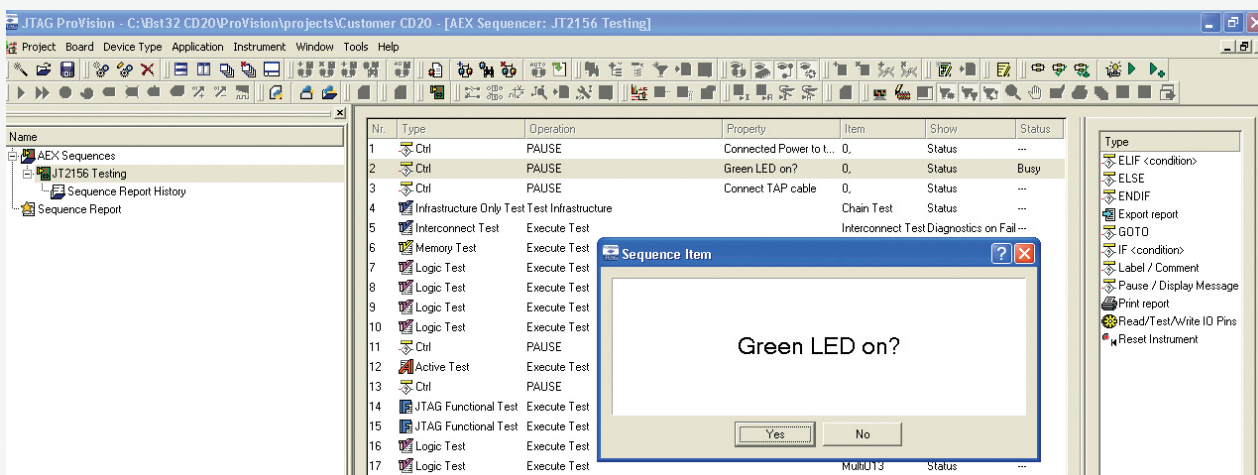 JTAG ProVision - C:\Bst32 CD20\ProVision\projects\Customer CD20 - [AEX Sequencer: JT2156 Testing]
Project Board Device Type Application Instrument Window Tools Help
Name
AEX Sequences
JT2156 Testing
Sequence Report History
Sequence Report
Nr. Type Operation Property Item Show Status
1 Ctrl PAUSE Connected Power to t... 0, Status ---
2 Ctrl PAUSE Green LED on? 0, Status Busy
3 Ctrl PAUSE Connect TAP cable 0, Status ---
4 Infrastructure Only Test Test Infrastructure Chain Test Status ---
5 Interconnect Test Execute Test Interconnect Test Diagnostics on Fail ---
6 Memory Test Execute Test
7 Logic Test Execute Test
8 Logic Test Execute Test
9 Logic Test Execute Test
10 Logic Test Execute Test
11 Ctrl PAUSE
12 Active Test Execute Test
13 Ctrl PAUSE
14 JTAG Functional Test Execute Test
15 JTAG Functional Test Execute Test
16 Logic Test Execute Test
17 Logic Test Execute Test MultiU13 Status ---
Sequence Item
Green LED on?
Yes No
Type
ELIF <condition>
ELSE
ENDIF
Export report
GOTO
IF <condition>
Label / Comment
Pause / Display Message
Print report
Read/Test/Write IO Pins
Reset Instrument